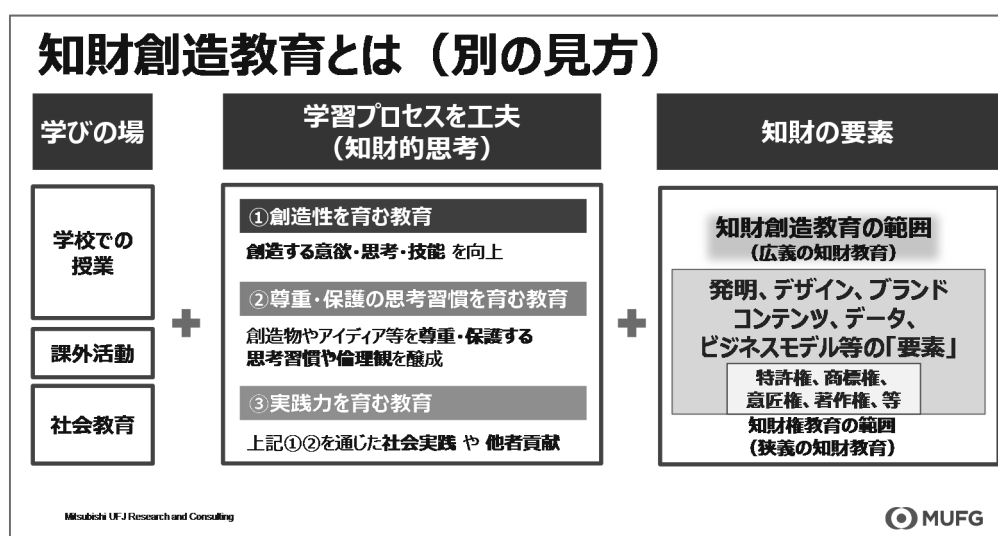 知財創造教育とは（別の見方）
学びの場
学校での
授業
課外活動
社会教育
+
学習プロセスを工夫
（知財的思考）
①創造性を育む教育
創造する意欲・思考・技能 を向上
②尊重・保護の思考習慣を育む教育
創造物やアイディア等を尊重・保護する
思考習慣や倫理観を醸成
③実践力を育む教育
上記①②を通じた社会実践 や 他者貢献
+
知財の要素
知財創造教育の範囲
（広義の知財教育）
発明、デザイン、ブランド
コンテンツ、データ、
ビジネスモデル等の「要素」
特許権、商標権、
意匠権、著作権、等
知財権教育の範囲
（狭義の知財教育）
Mitsubishi UFJ Research and Consulting
MUFG